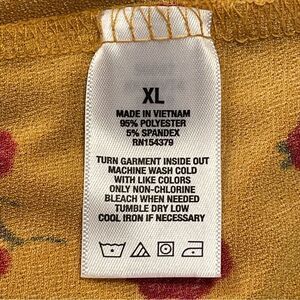 XL
MADE IN VIETNAM
95% POLYESTER
5% SPANDEX
RN154379
TURN GARMENT INSIDE OUT
MACHINE WASH COLD
WITH LIKE COLORS
ONLY NON-CHLORINE
BLEACH WHEN NEEDED
TUMBLE DRY LOW
COOL IRON IF NECESSARY